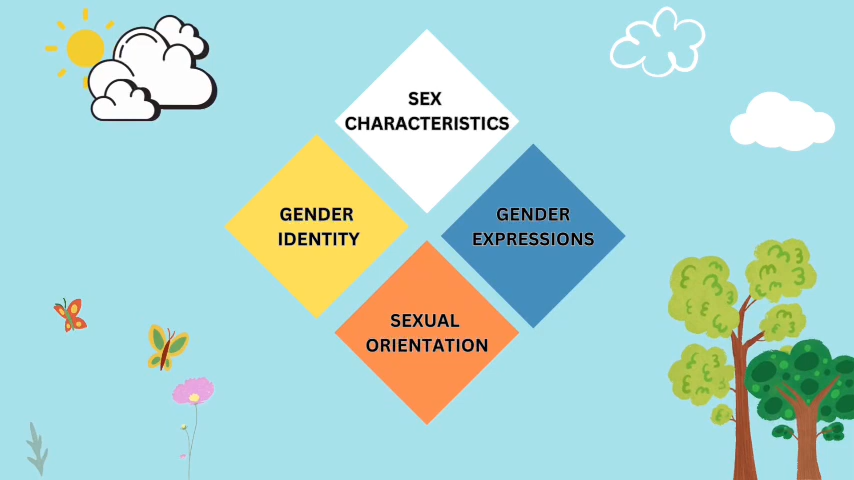 SEX
CHARACTERISTICS
GENDER
IDENTITY
GENDER
EXPRESSIONS
SEXUAL
ORIENTATION